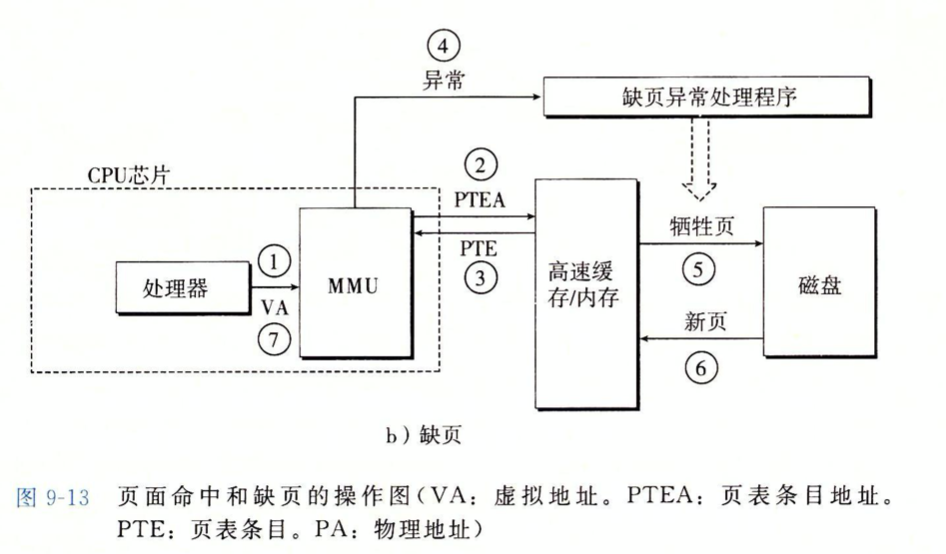 ④
异常
缺页异常处理程序
CPU芯片
②
PTEA
PTE
③
①
处理器
VA
⑦
MMU
高速缓
存/内存
牺牲页
⑤
磁盘
新页
⑥
b）缺页
图 9-13 页面命中和缺页的操作图（VA：虚拟地址。PTEA：页表条目地址。
PTE：页表条目。PA：物理地址）